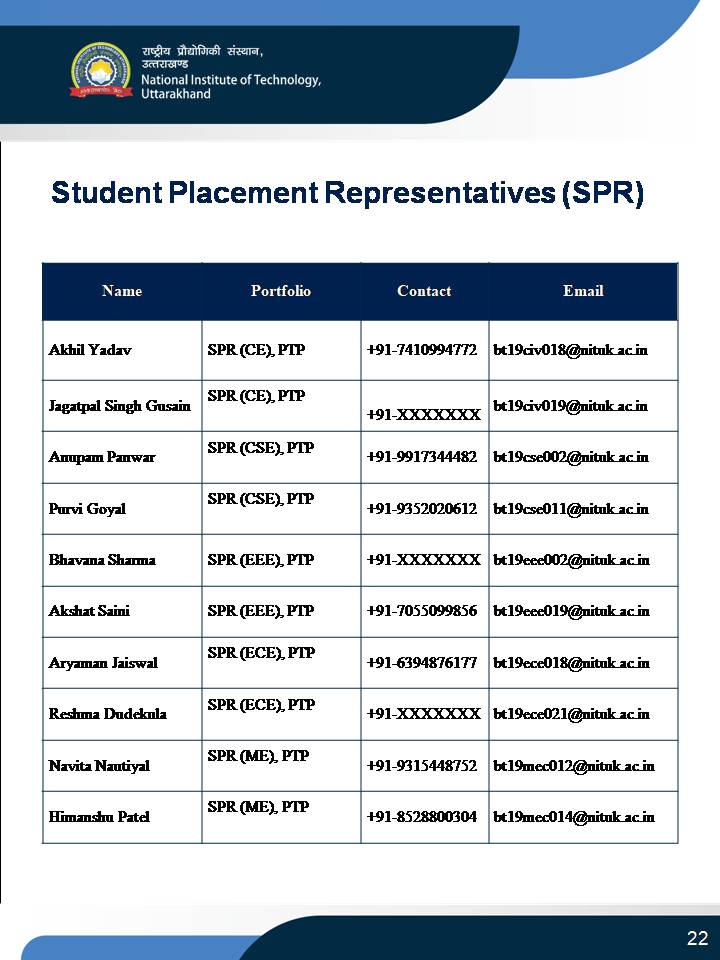 राष्ट्रीय प्रौद्योगिकी संस्थान,
उत्तराखण्ड
National Institute of Technology,
Uttarakhand
Student Placement Representatives (SPR)
Name Portfolio Contact Email
Akhil Yadav SPR (CE), PTP +91-7410994772 bt19civ018@nituk.ac.in
Jagatpal Singh Gusain SPR (CE), PTP +91-XXXXXXX bt19civ019@nituk.ac.in
Anupam Panwar SPR (CSE), PTP +91-9917344482 bt19cse002@nituk.ac.in
Purvi Goyal SPR (CSE), PTP +91-9352020612 bt19cse011@nituk.ac.in
Bhavana Sharma SPR (EEE), PTP +91-XXXXXXX bt19eee002@nituk.ac.in
Akshat Saini SPR (EEE), PTP +91-7055099856 bt19eee019@nituk.ac.in
Aryaman Jaiswal SPR (ECE), PTP +91-6394876177 bt19ece018@nituk.ac.in
Reshma Dudekula SPR (ECE), PTP +91-XXXXXXX bt19ece021@nituk.ac.in
Navita Nautiyal SPR (ME), PTP +91-9315448752 bt19mec012@nituk.ac.in
Himanshu Patel SPR (ME), PTP +91-8528800304 bt19mec014@nituk.ac.in
22